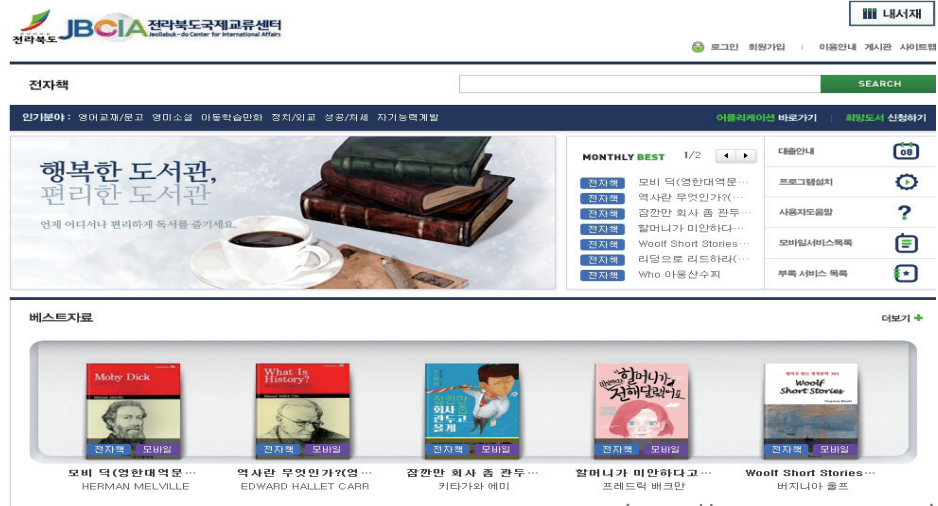 내서재
전라북도 JBCIA 전라북도국제교류센터
Jeollabuk-do Center for International Affairs
로그인 회원가입 | 이용안내 게시판 사이트맵
전자책 SEARCH
인기분야 : 영어교재/문고 영미소설 아동학습만화 정치/외교 성공/처세 자기능력개발 어플리케이션 바로가기 | 희망도서 신청하기
행복한 도서관,
편리한 도서관
언제 어디서나 편리하게 독서를 즐기세요.
MONTHLY BEST 1/2
전자책 모비 딕(영한대역문…
전자책 역사란 무엇인가?(…
전자책 잠깐만 회사 좀 관두…
전자책 할머니가 미안하다…
전자책 Woolf Short Stories…
전자책 리딩으로 리드하라(…
전자책 Who 아웅산수찌
대출안내 08
프로그램설치
사용자도움말 ?
모바일서비스목록
부록 서비스 목록
베스트자료 더보기 +
Moby Dick
전자책 모바일
What Is
History?
전자책 모바일
잠깐만
회사 좀
관두고
올게
전자책 모바일
할머니가
전해달랬어요
전자책 모바일
Woolf
Short Stories
전자책 모바일
모비 딕(영한대역문…
HERMAN MELVILLE
역사란 무엇인가?(영…
EDWARD HALLET CARR
잠깐만 회사 좀 관두…
키타가와 에미
할머니가 미안하다고…
프레드릭 배크만
Woolf Short Stories…
버지니아 울프